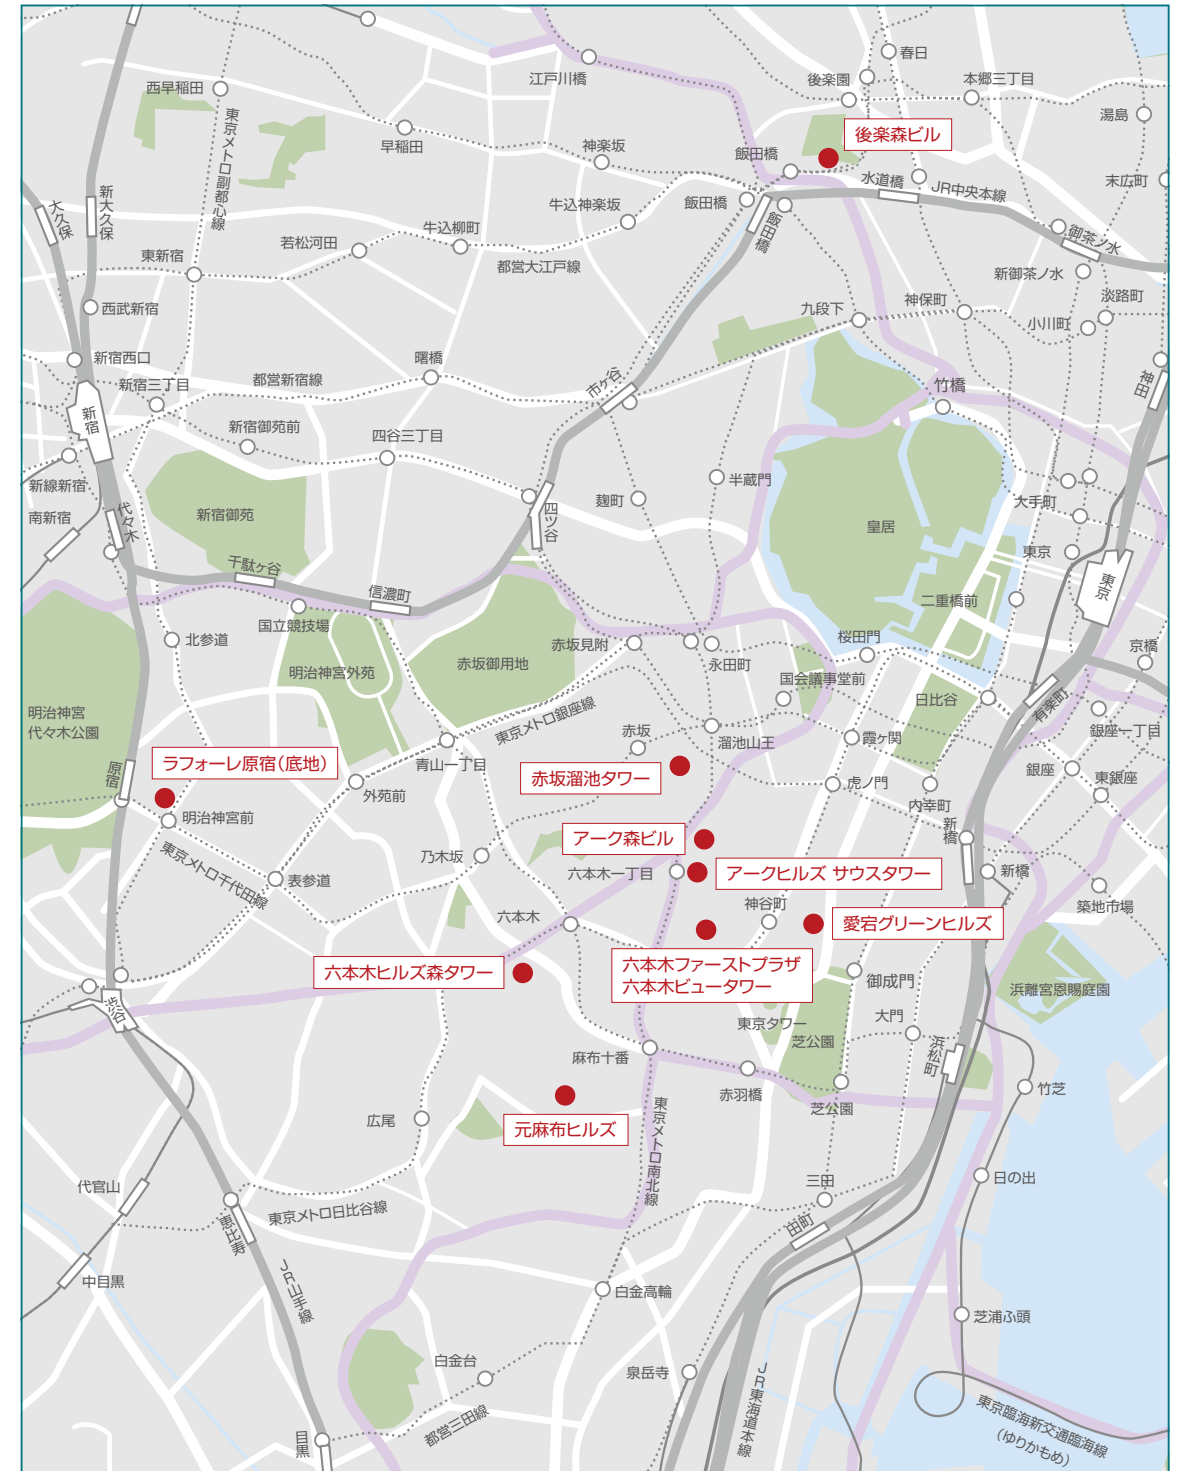 春日
江戸川橋
後楽園
本郷三丁目
西早稲田
湯島
東京メトロ副都心線
早稲田
神楽坂
飯田橋
後楽森ビル
水道橋
JR中央本線
末広町
大久保
新大久保
牛込神楽坂
飯田橋
飯田橋
牛込柳町
若松河田
御茶ノ水
東新宿
都営大江戸線
新御茶ノ水
西武新宿
九段下
神保町
淡路町
小川町
新宿西口
曙橋
新宿三丁目
都営新宿線
市ヶ谷
竹橋
神田
新宿
新宿御苑前
四谷三丁目
新線新宿
麹町
半蔵門
大手町
南新宿
代々木
新宿御苑
四ツ谷
皇居
東京
東京
千駄ヶ谷
信濃町
二重橋前
国立競技場
北参道
赤坂見附
永田町
桜田門
京橋
明治神宮外苑
赤坂御用地
国会議事堂前
日比谷
有楽町
明治神宮
代々木公園
東京メトロ銀座線
赤坂
溜池山王
霞ヶ関
銀座一丁目
原宿
ラフォーレ原宿（底地）
青山一丁目
赤坂溜池タワー
銀座
東銀座
外苑前
虎ノ門
内幸町
明治神宮前
新橋
アーク森ビル
東京メトロ千代田線
乃木坂
表参道
六本木一丁目
アークヒルズ サウスタワー
新橋
築地市場
六本木
神谷町
愛宕グリーンヒルズ
六本木ヒルズ森タワー
六本木ファーストプラザ
六本木ビュータワー
御成門
浜離宮恩賜庭園
渋谷
東京タワー
芝公園
大門
浜松町
麻布十番
赤羽橋
芝公園
竹芝
広尾
元麻布ヒルズ
東京メトロ南北線
代官山
三田
日の出
恵比寿
東京メトロ日比谷線
田町
中目黒
JR山手線
白金高輪
芝浦ふ頭
白金台
泉岳寺
JR東海道本線
都営三田線
目黒
東京臨海新交通臨海線
（ゆりかもめ）